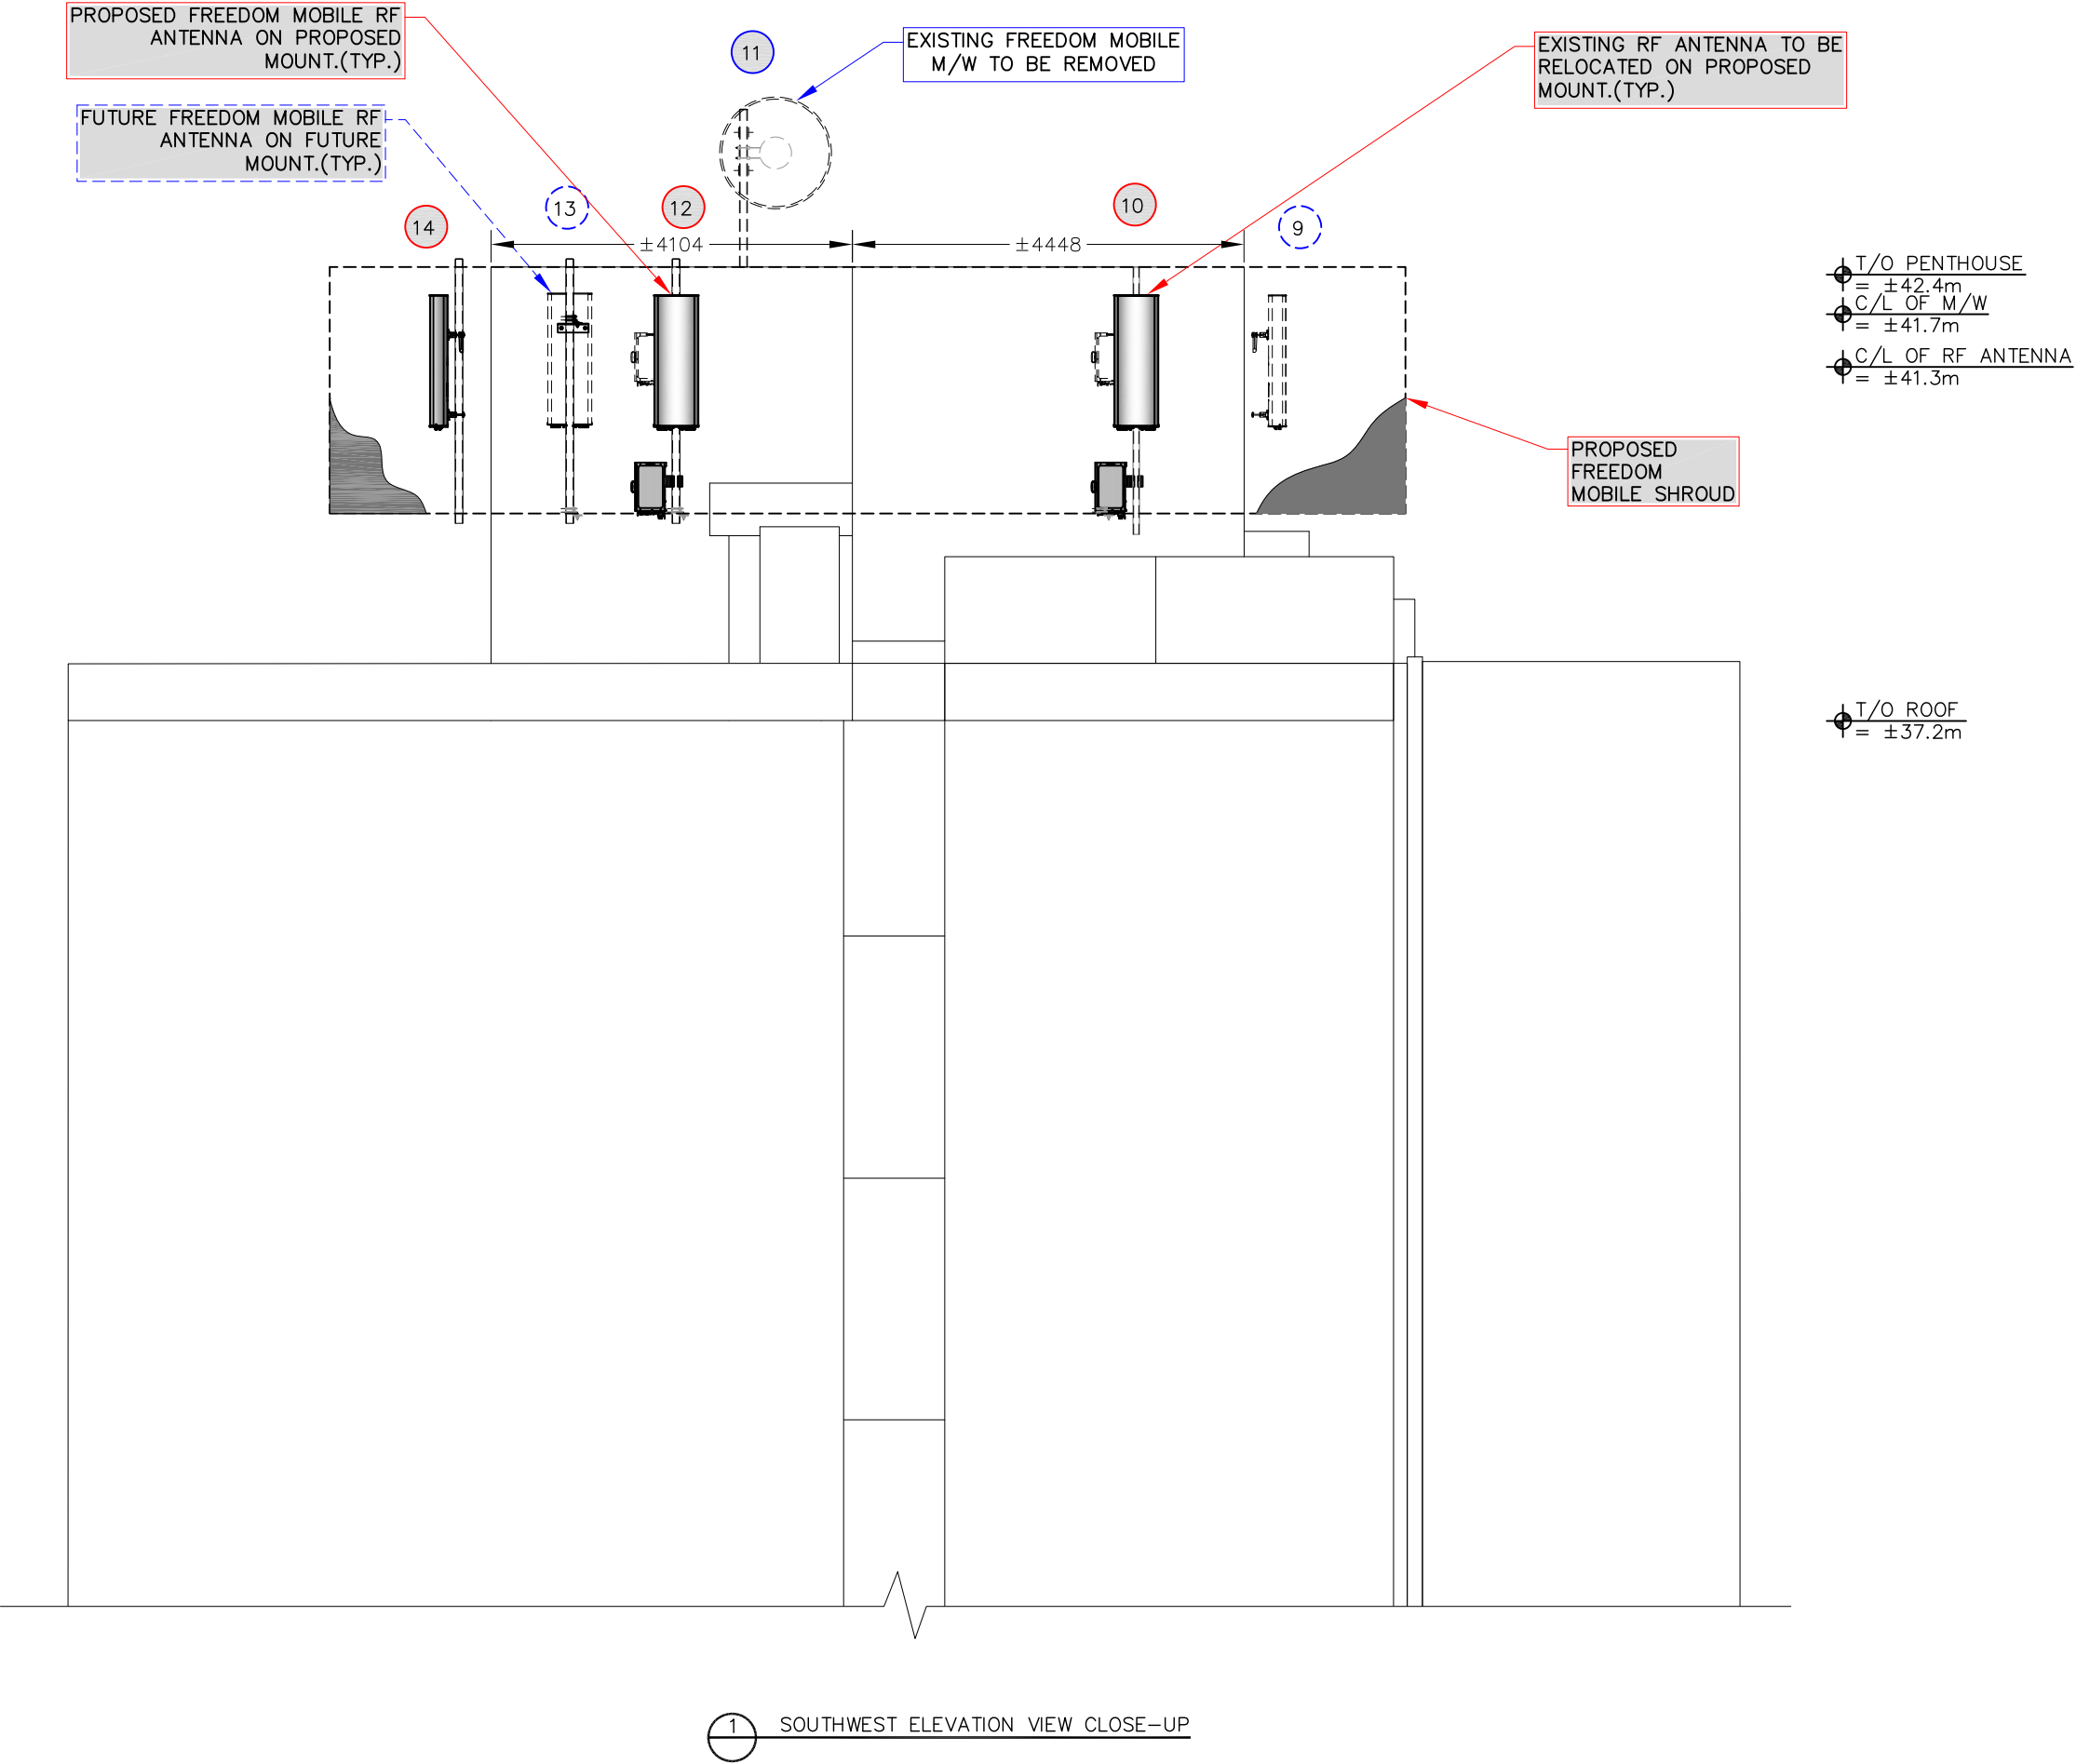 PROPOSED FREEDOM MOBILE RF
ANTENNA ON PROPOSED
MOUNT.(TYP.)
11
EXISTING FREEDOM MOBILE
M/W TO BE REMOVED
EXISTING RF ANTENNA TO BE
RELOCATED ON PROPOSED
MOUNT.(TYP.)
FUTURE FREEDOM MOBILE RF
ANTENNA ON FUTURE
MOUNT.(TYP.)
14
13
12
10
9
±4104
±4448
T/O PENTHOUSE
= ±42.4m
C/L OF M/W
= ±41.7m
C/L OF RF ANTENNA
= ±41.3m
PROPOSED
FREEDOM
MOBILE SHROUD
T/O ROOF
= ±37.2m
1
SOUTHWEST ELEVATION VIEW CLOSE-UP